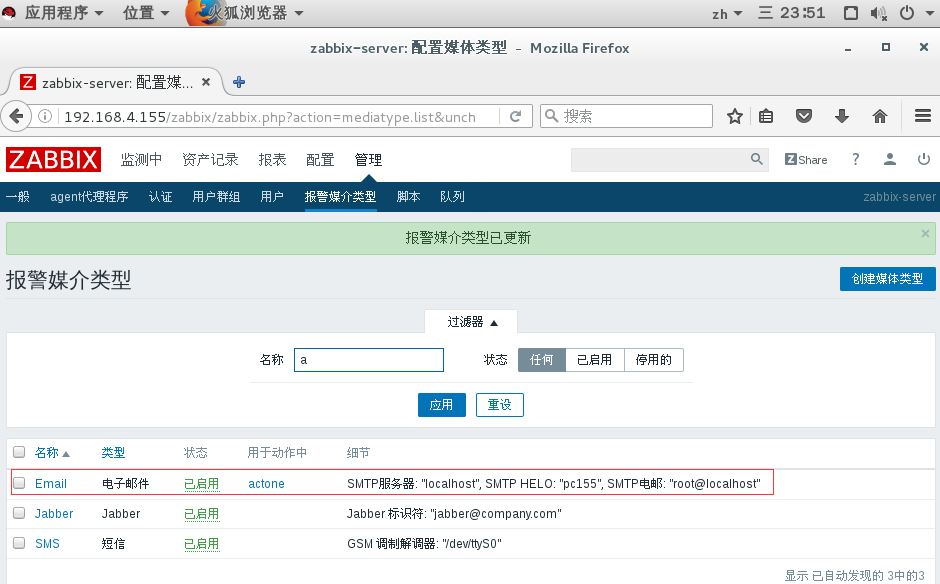 应用程序 位置 火狐浏览器 zh 三 23:51
zabbix-server: 配置媒体类型 - Mozilla Firefox
Z zabbix-server: 配置媒...
192.168.4.155/zabbix/zabbix.php?action=mediatype.list&unch 搜索
ZABBIX 监测中 资产记录 报表 配置 管理 Z Share ?
一般 agent代理程序 认证 用户群组 用户 报警媒介类型 脚本 队列 zabbix-server
报警媒介类型已更新
报警媒介类型 创建媒体类型
过滤器 ▲
名称 a 状态 任何 已启用 停用的
应用 重设
名称 ▲ 类型 状态 用于动作中 细节
Email 电子邮件 已启用 actone SMTP服务器: "localhost", SMTP HELO: "pc155", SMTP电邮: "root@localhost"
Jabber Jabber 已启用 Jabber 标识符: "jabber@company.com"
SMS 短信 已启用 GSM 调制解调器: "/dev/ttyS0"
显示 已自动发现的 3中的3